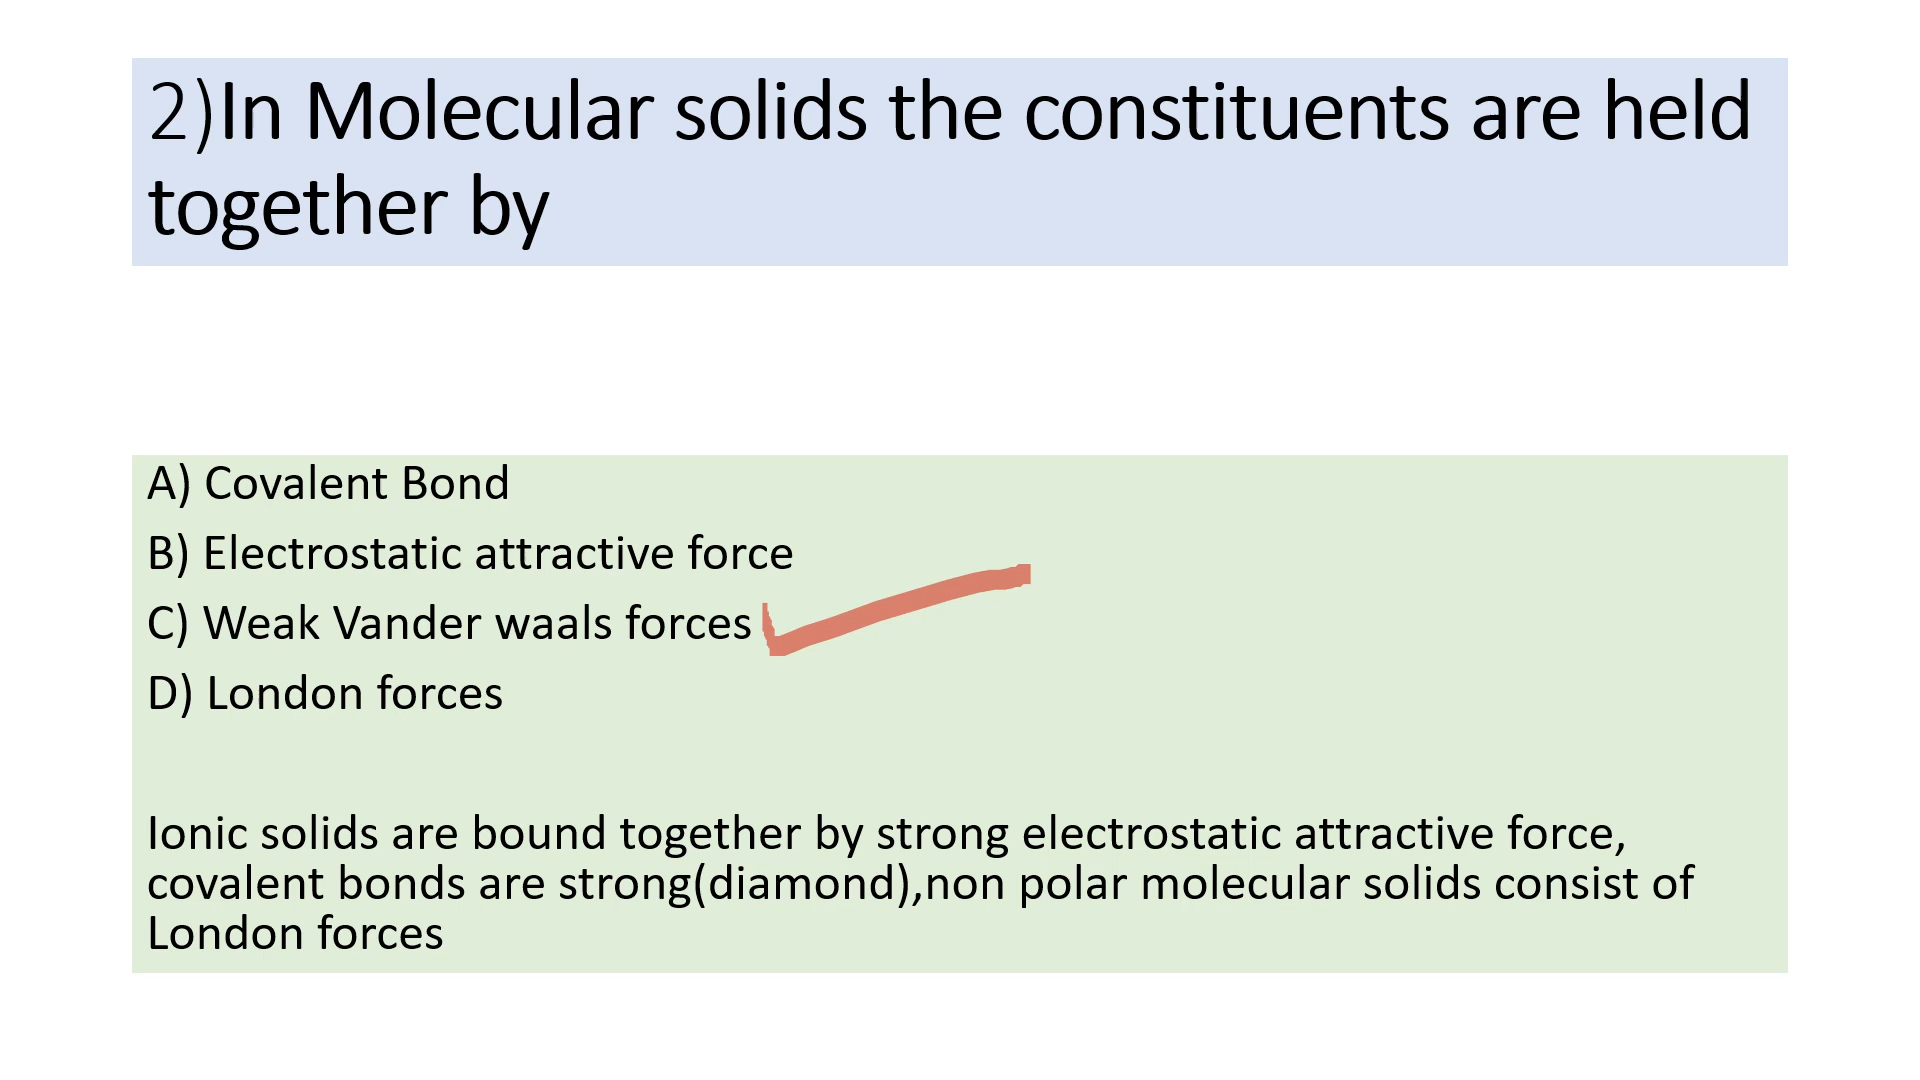 2)In Molecular solids the constituents are held
together by
A) Covalent Bond
B) Electrostatic attractive force
C) Weak Vander waals forces
D) London forces
Ionic solids are bound together by strong electrostatic attractive force,
covalent bonds are strong(diamond),non polar molecular solids consist of
London forces